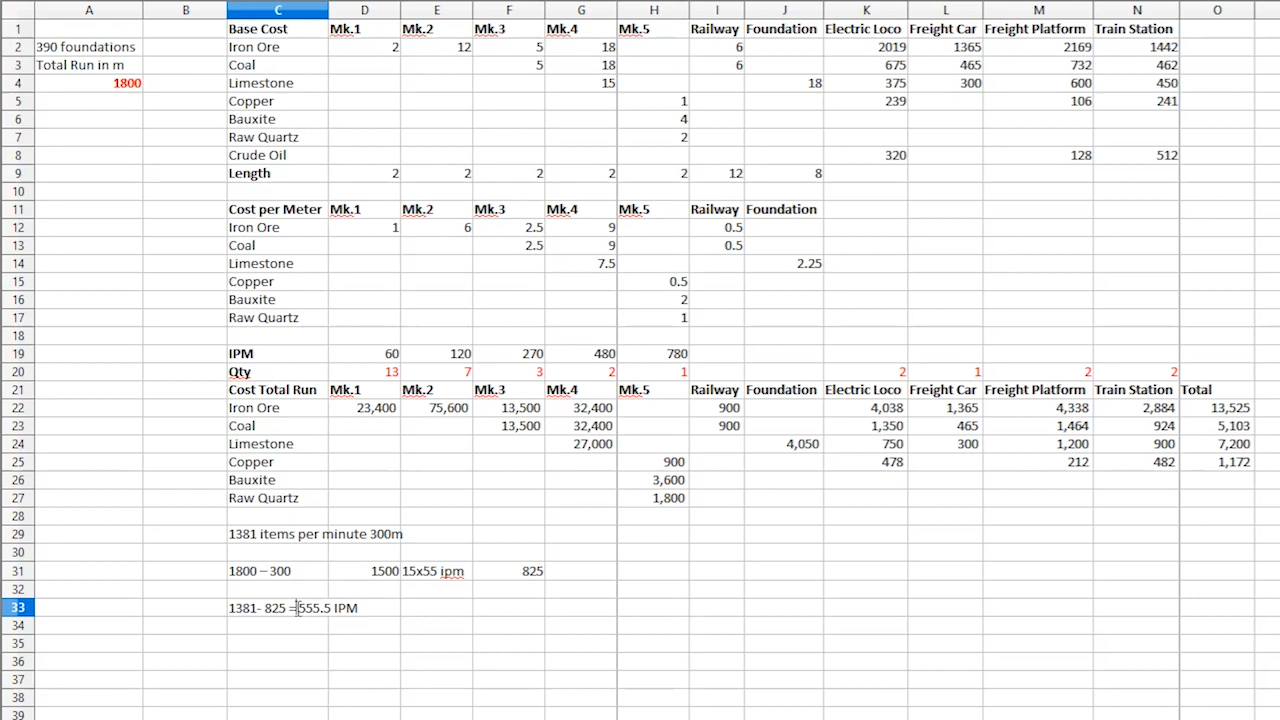 C D E F G H I J K L M N O
A B
1 Base Cost Mk.1 Mk.2 Mk.3 Mk.4 Mk.5 Railway Foundation Electric Loco Freight Car Freight Platform Train Station
2 390 foundations Iron Ore 2 12 5 18 6 2019 1365 2169 1442
3 Total Run in m Coal 5 18 6 675 465 732 462
4 1800 Limestone 15 18 375 300 600 450
5 Copper 1 239 106 241
6 Bauxite 4
7 Raw Quartz 2
8 Crude Oil 320 128 512
9 Length 2 2 2 2 2 12 8
10
11 Cost per Meter Mk.1 Mk.2 Mk.3 Mk.4 Mk.5 Railway Foundation
12 Iron Ore 1 6 2.5 9 0.5
13 Coal 2.5 9 0.5
14 Limestone 7.5 2.25
15 Copper 0.5
16 Bauxite 2
17 Raw Quartz 1
18
19 IPM 60 120 270 480 780
20 Qty 13 7 3 2 1 2 1 2 2
21 Cost Total Run Mk.1 Mk.2 Mk.3 Mk.4 Mk.5 Railway Foundation Electric Loco Freight Car Freight Platform Train Station Total
22 Iron Ore 23,400 75,600 13,500 32,400 900 4,038 1,365 4,338 2,884 13,525
23 Coal 13,500 32,400 900 1,350 465 1,464 924 5,103
24 Limestone 27,000 4,050 750 300 1,200 900 7,200
25 Copper 900 478 212 482 1,172
26 Bauxite 3,600
27 Raw Quartz 1,800
28
29 1381 items per minute 300m
30
31 1800 – 300 1500 15x55 ipm 825
32
33 1381- 825 =555.5 IPM
34
35
36
37
38
39